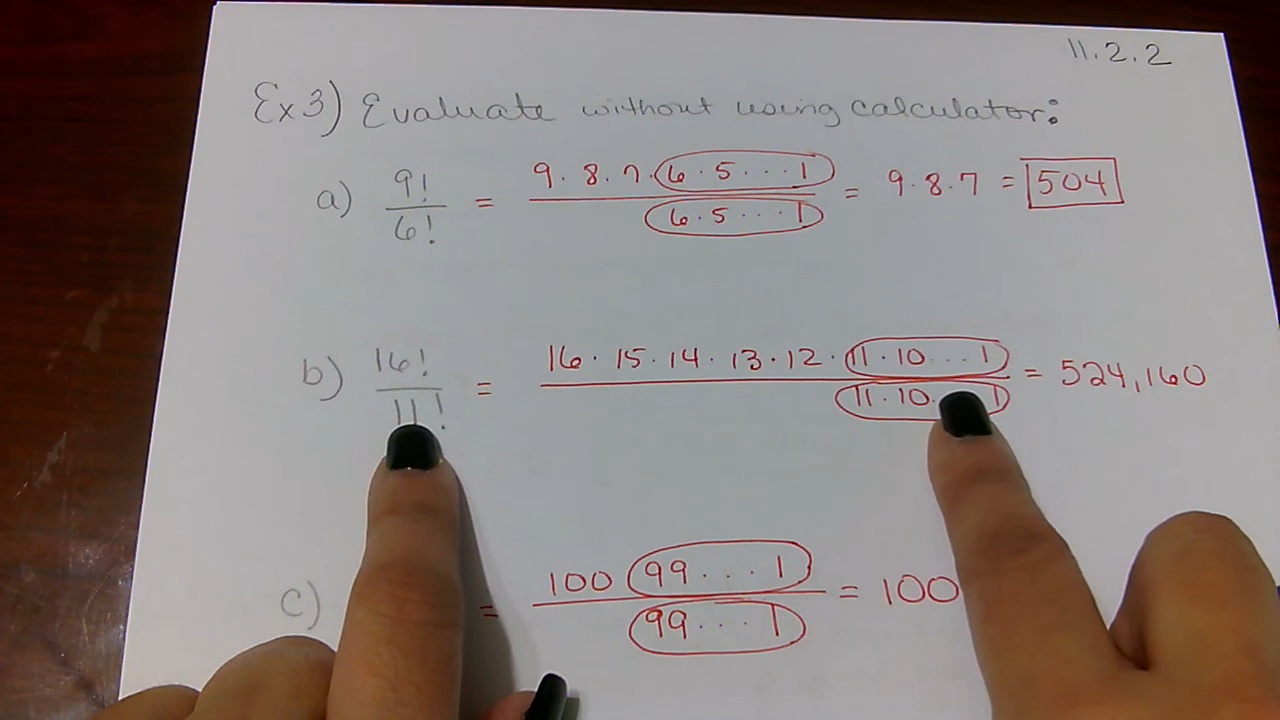 11.2.2
Ex 3) Evaluate without using calculator:
a) 9!/6! = 9·8·7·6·5···1/6·5···1 = 9·8·7 = 504
b) 16!/11! = 16·15·14·13·12·11·10...1/11·10...1 = 524,160
c) = 100 99...1/99...1 = 100